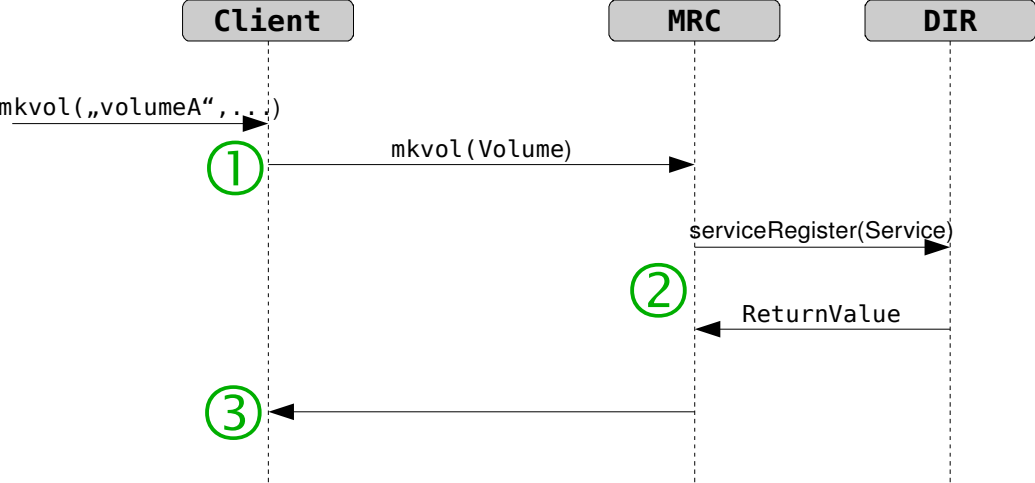 Client MRC DIR
mkvol(„volumeA“,...)
① mkvol(Volume)
serviceRegister(Service)
②
ReturnValue
③